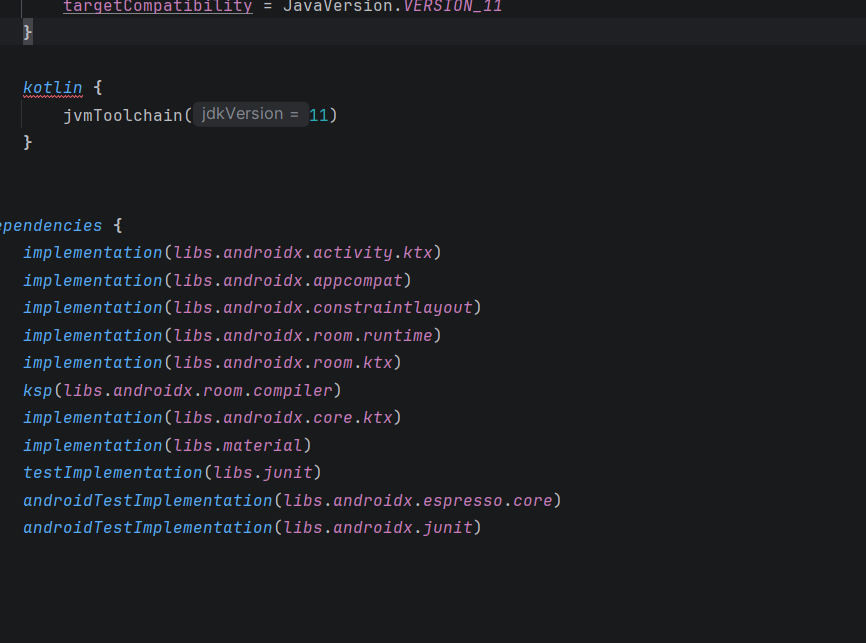 targetCompatibility = JavaVersion.VERSION_11
}
kotlin {
jvmToolchain( jdkVersion = 11)
}
ependencies {
implementation(libs.androidx.activity.ktx)
implementation(libs.androidx.appcompat)
implementation(libs.androidx.constraintlayout)
implementation(libs.androidx.room.runtime)
implementation(libs.androidx.room.ktx)
ksp(libs.androidx.room.compiler)
implementation(libs.androidx.core.ktx)
implementation(libs.material)
testImplementation(libs.junit)
androidTestImplementation(libs.androidx.espresso.core)
androidTestImplementation(libs.androidx.junit)